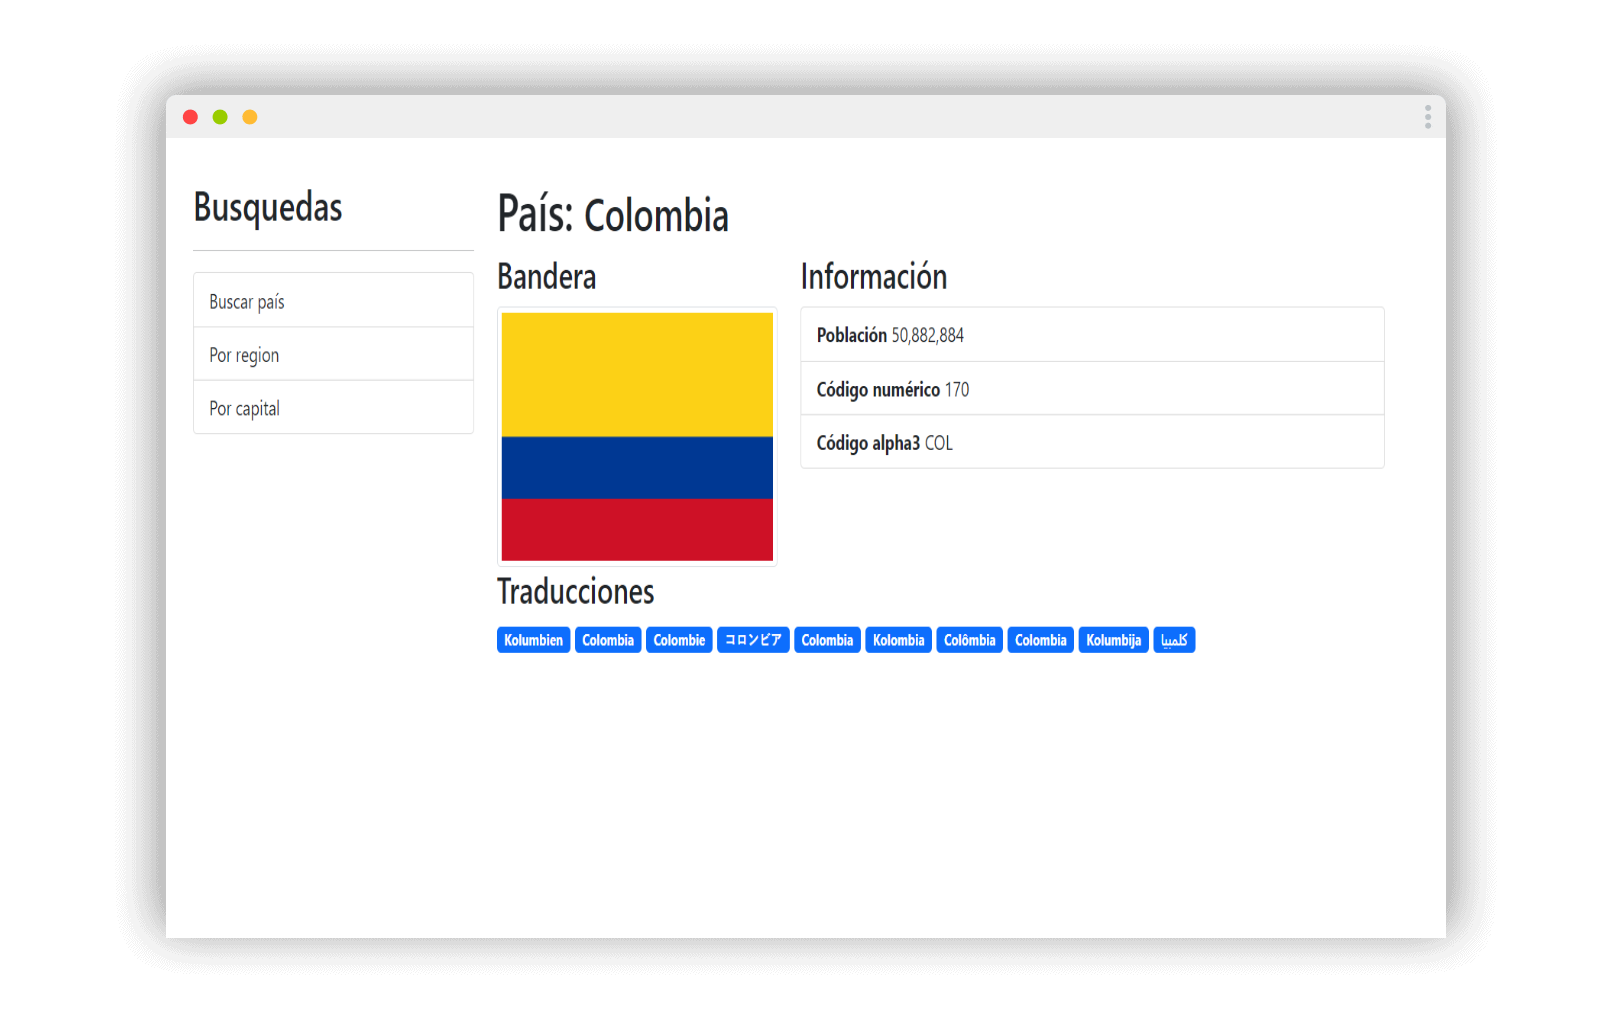 Busquedas
Buscar país
Por region
Por capital
País: Colombia
Bandera
Información
Población 50,882,884
Código numérico 170
Código alpha3 COL
Traducciones
Kolumbien Colombia Colombie コロンビア Colombia Kolombia Colômbia Colombia Kolumbija کلمبیا